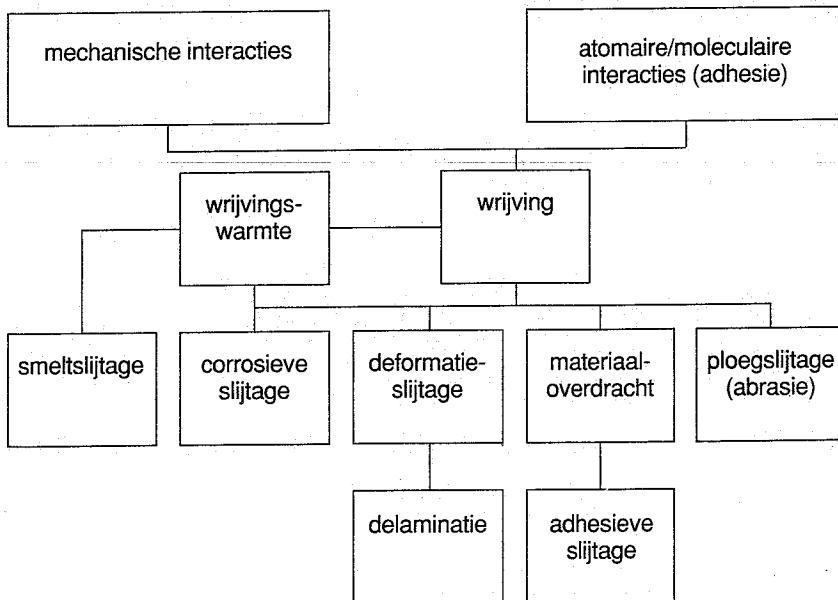 mechanische interacties
atomaire/moleculaire
interacties (adhesie)
wrijvings-
warmte
wrijving
smeltslijtage
corrosieve
slijtage
deformatie-
slijtage
materiaal-
overdracht
ploegslijtage
(abrasie)
delaminatie
adhesieve
slijtage